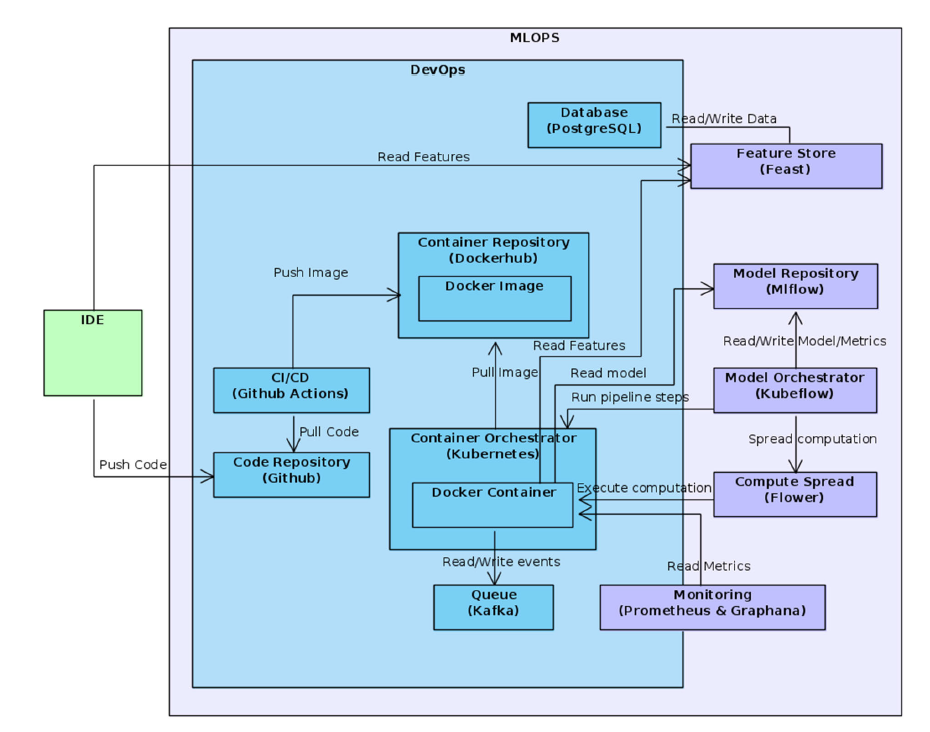 MLOPS
DevOps
Database
(PostgreSQL)
Read/Write Data
Feature Store
(Feast)
Read Features
Container Repository
(Dockerhub)
Docker Image
Push Image
Model Repository
(Mlflow)
IDE
Read Features
Read/Write Model/Metrics
Pull Image
Read model
CI/CD
(Github Actions)
Model Orchestrator
(Kubeflow)
Run pipeline steps
Pull Code
Container Orchestrator
(Kubernetes)
Spread computation
Push Code
Code Repository
(Github)
Docker Container
Execute computation
Compute Spread
(Flower)
Read/Write events
Read Metrics
Queue
(Kafka)
Monitoring
(Prometheus & Graphana)